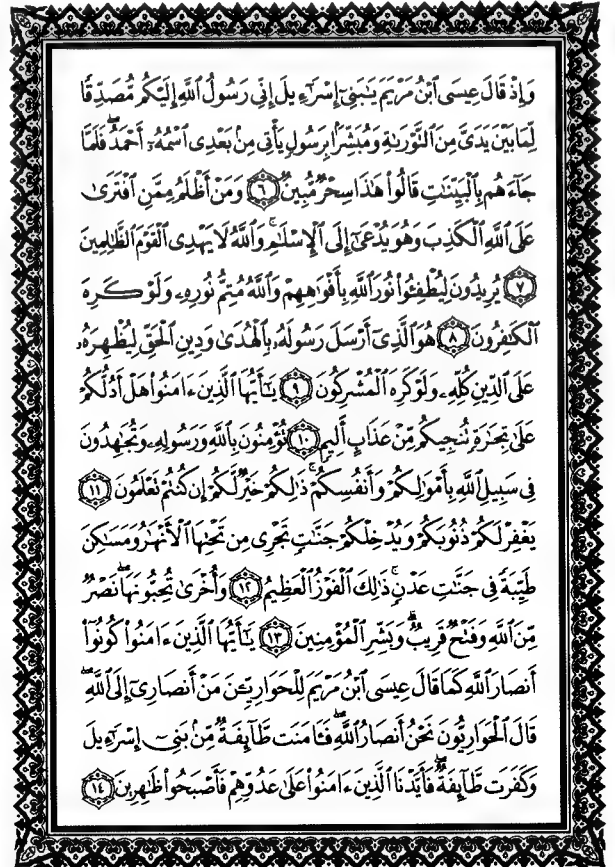 وَإِذْ قَالَ عِيسَى ٱبْنُ مَرْيَمَ يَٰبَنِىٓ إِسْرَٰٓءِيلَ إِنِّى رَسُولُ ٱللَّهِ إِلَيْكُم مُّصَدِّقًا
لِّمَا بَيْنَ يَدَىَّ مِنَ ٱلتَّوْرَىٰةِ وَمُبَشِّرًۢا بِرَسُولٍ يَأْتِى مِنۢ بَعْدِى ٱسْمُهُۥٓ أَحْمَدُ ۖ فَلَمَّا
جَآءَهُم بِٱلْبَيِّنَٰتِ قَالُوا۟ هَٰذَا سِحْرٌ مُّبِينٌ ٦ وَمَنْ أَظْلَمُ مِمَّنِ ٱفْتَرَىٰ
عَلَى ٱللَّهِ ٱلْكَذِبَ وَهُوَ يُدْعَىٰٓ إِلَى ٱلْإِسْلَٰمِ ۚ وَٱللَّهُ لَا يَهْدِى ٱلْقَوْمَ ٱلظَّٰلِمِينَ
٧ يُرِيدُونَ لِيُطْفِـُٔوا۟ نُورَ ٱللَّهِ بِأَفْوَٰهِهِمْ وَٱللَّهُ مُتِمُّ نُورِهِۦ وَلَوْ كَرِهَ
ٱلْكَٰفِرُونَ ٨ هُوَ ٱلَّذِىٓ أَرْسَلَ رَسُولَهُۥ بِٱلْهُدَىٰ وَدِينِ ٱلْحَقِّ لِيُظْهِرَهُۥ
عَلَى ٱلدِّينِ كُلِّهِۦ وَلَوْ كَرِهَ ٱلْمُشْرِكُونَ ٩ يَٰٓأَيُّهَا ٱلَّذِينَ ءَامَنُوا۟ هَلْ أَدُلُّكُمْ
عَلَىٰ تِجَٰرَةٍ تُنجِيكُم مِّنْ عَذَابٍ أَلِيمٍ ١٠ تُؤْمِنُونَ بِٱللَّهِ وَرَسُولِهِۦ وَتُجَٰهِدُونَ
فِى سَبِيلِ ٱللَّهِ بِأَمْوَٰلِكُمْ وَأَنفُسِكُمْ ۚ ذَٰلِكُمْ خَيْرٌ لَّكُمْ إِن كُنتُمْ تَعْلَمُونَ ١١
يَغْفِرْ لَكُمْ ذُنُوبَكُمْ وَيُدْخِلْكُمْ جَنَّٰتٍ تَجْرِى مِن تَحْتِهَا ٱلْأَنْهَٰرُ وَمَسَٰكِنَ
طَيِّبَةً فِى جَنَّٰتِ عَدْنٍ ۚ ذَٰلِكَ ٱلْفَوْزُ ٱلْعَظِيمُ ١٢ وَأُخْرَىٰ تُحِبُّونَهَا ۖ نَصْرٌ
مِّنَ ٱللَّهِ وَفَتْحٌ قَرِيبٌ ۗ وَبَشِّرِ ٱلْمُؤْمِنِينَ ١٣ يَٰٓأَيُّهَا ٱلَّذِينَ ءَامَنُوا۟ كُونُوٓا۟
أَنصَارَ ٱللَّهِ كَمَا قَالَ عِيسَى ٱبْنُ مَرْيَمَ لِلْحَوَارِيِّـۧنَ مَنْ أَنصَارِىٓ إِلَى ٱللَّهِ ۖ
قَالَ ٱلْحَوَارِيُّونَ نَحْنُ أَنصَارُ ٱللَّهِ ۖ فَـَٔامَنَت طَّآئِفَةٌ مِّنۢ بَنِىٓ إِسْرَٰٓءِيلَ
وَكَفَرَت طَّآئِفَةٌ ۖ فَأَيَّدْنَا ٱلَّذِينَ ءَامَنُوا۟ عَلَىٰ عَدُوِّهِمْ فَأَصْبَحُوا۟ ظَٰهِرِينَ ١٤